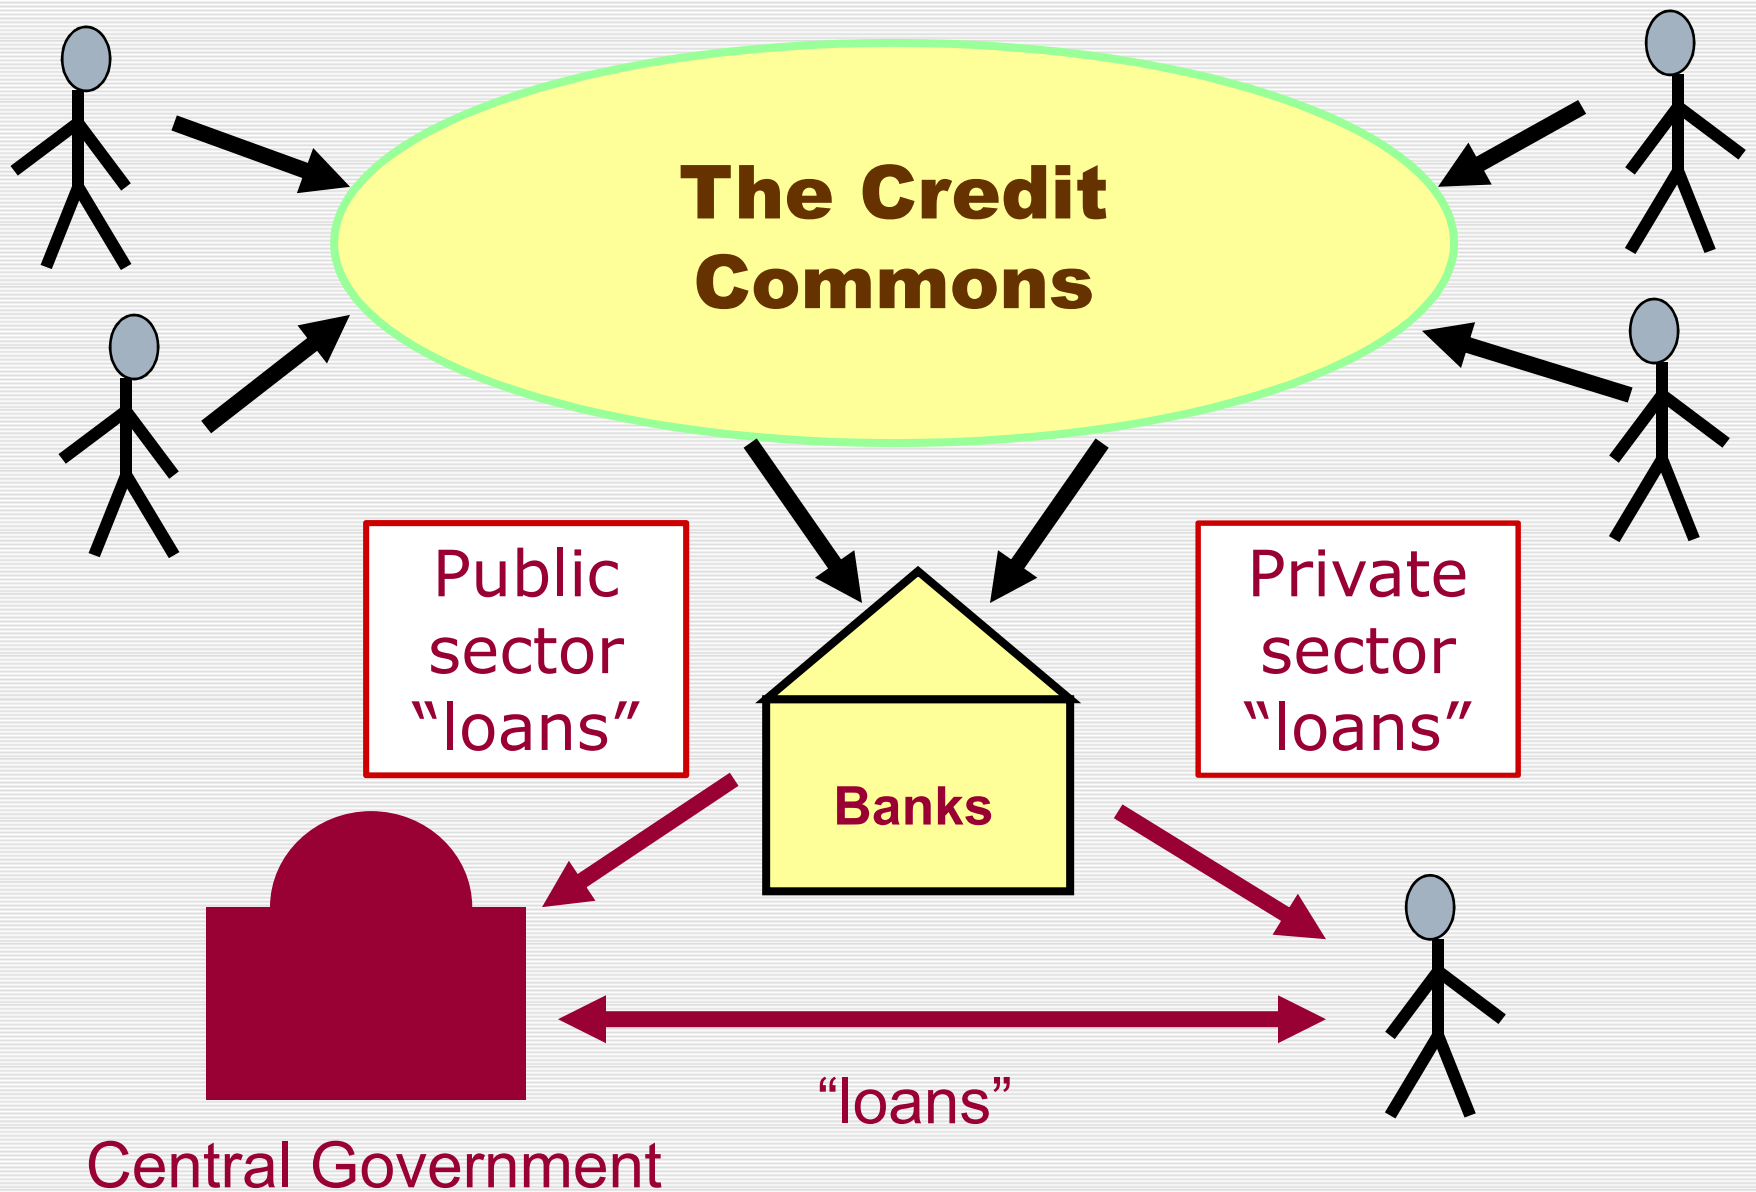 The Credit
Commons
Public
sector
“loans”
Private
sector
“loans”
Banks
“loans”
Central Government